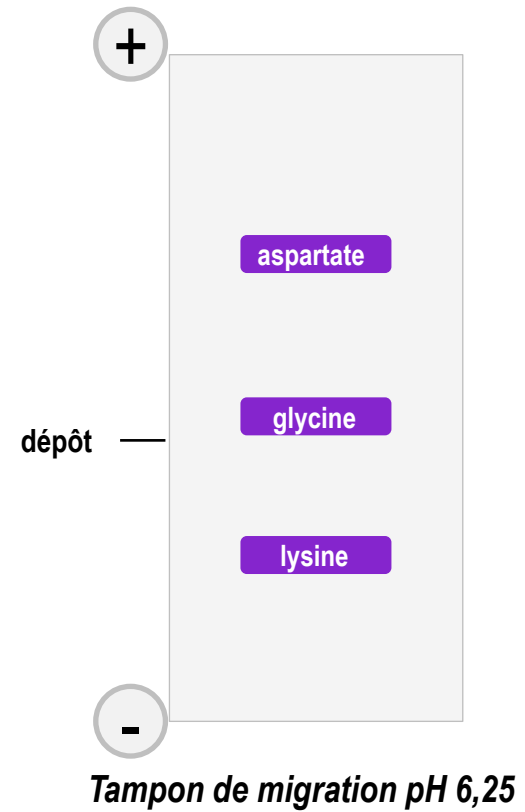 +
aspartate
glycine
dépôt
lysine
-
Tampon de migration pH 6,25